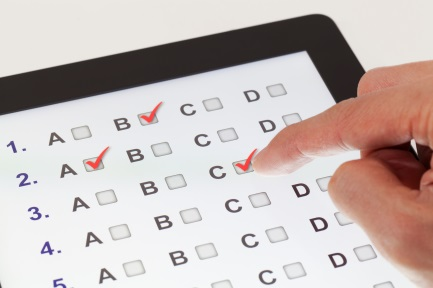 1. A B C D
2. A B C D
3. A B C
4. A B C D
5. A B C D
C D